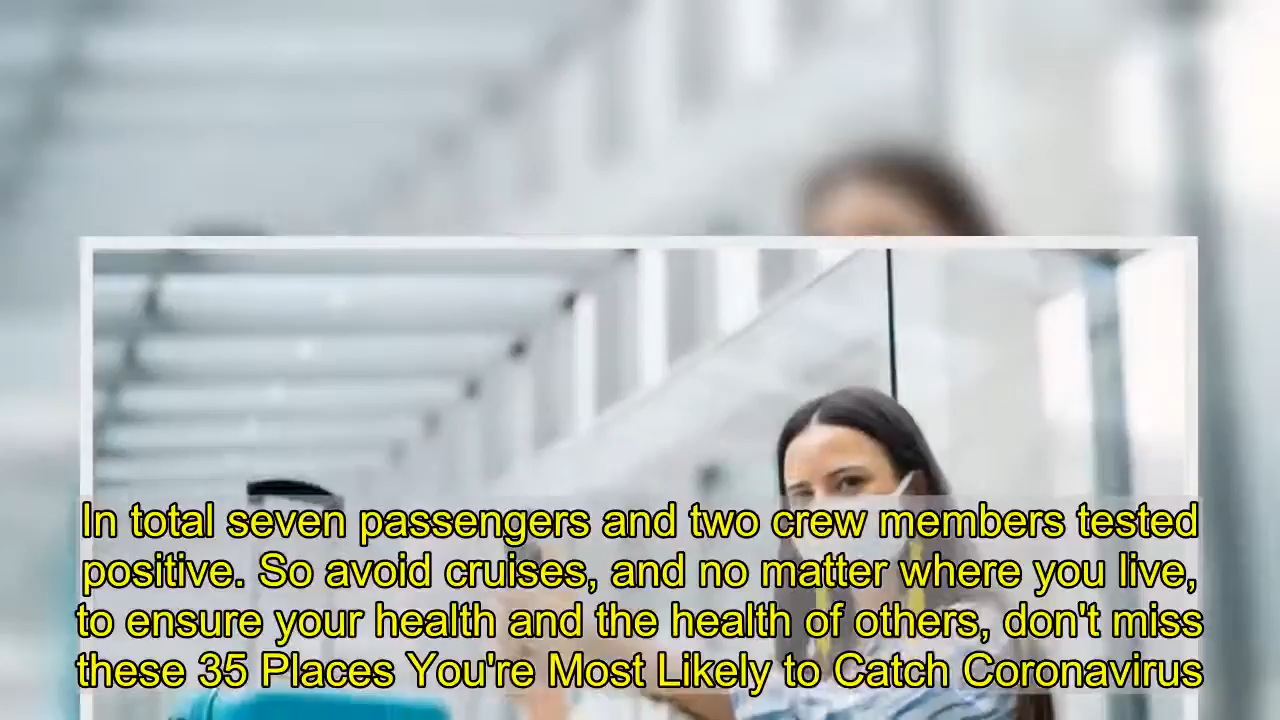 In total seven passengers and two crew members tested
positive. So avoid cruises, and no matter where you live,
to ensure your health and the health of others, don't miss
these 35 Places You're Most Likely to Catch Coronavirus